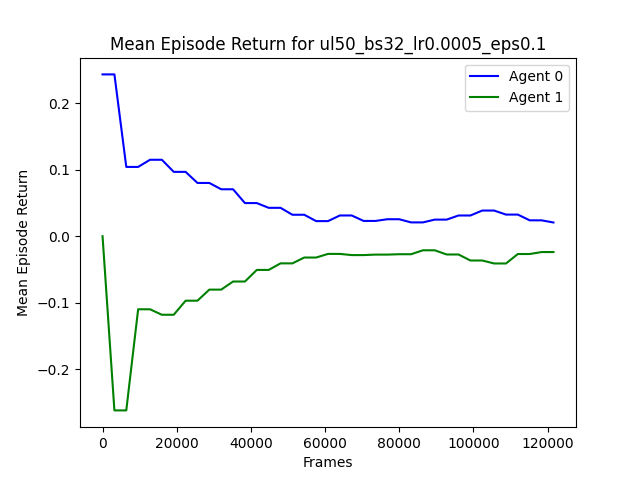 Mean Episode Return for ul50_bs32_lr0.0005_eps0.1
Agent 0
Agent 1
Mean Episode Return
0.2
0.1
0.0
−0.1
−0.2
0 20000 40000 60000 80000 100000 120000
Frames